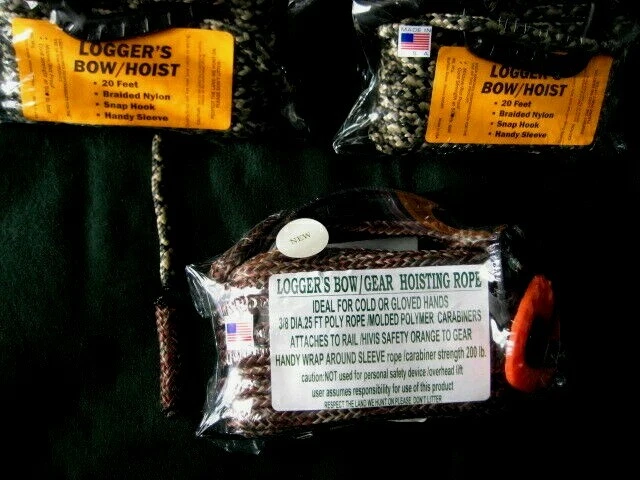 LOGGER'S
BOW/HOIST
• 20 Feet
• Braided Nylon
• Snap Hook
• Handy Sleeve
MADE IN
U.S.A.
LOGGER'S
BOW/HOIST
• 20 Feet
• Braided Nylon
• Snap Hook
• Handy Sleeve
NEW
LOGGER'S BOW/GEAR HOISTING ROPE
IDEAL FOR COLD OR GLOVED HANDS
3/8 DIA.25 FT POLY ROPE /MOLDED POLYMER CARABINERS
ATTACHES TO RAIL /HIVIS SAFETY ORANGE TO GEAR
HANDY WRAP AROUND SLEEVE rope /carabiner strength 200 lb.
caution:NOT used for personal safety device /overhead lift
user assumes responsibility for use of this product
RESPECT THE LAND WE HUNT ON PLEASE DON'T LITTER